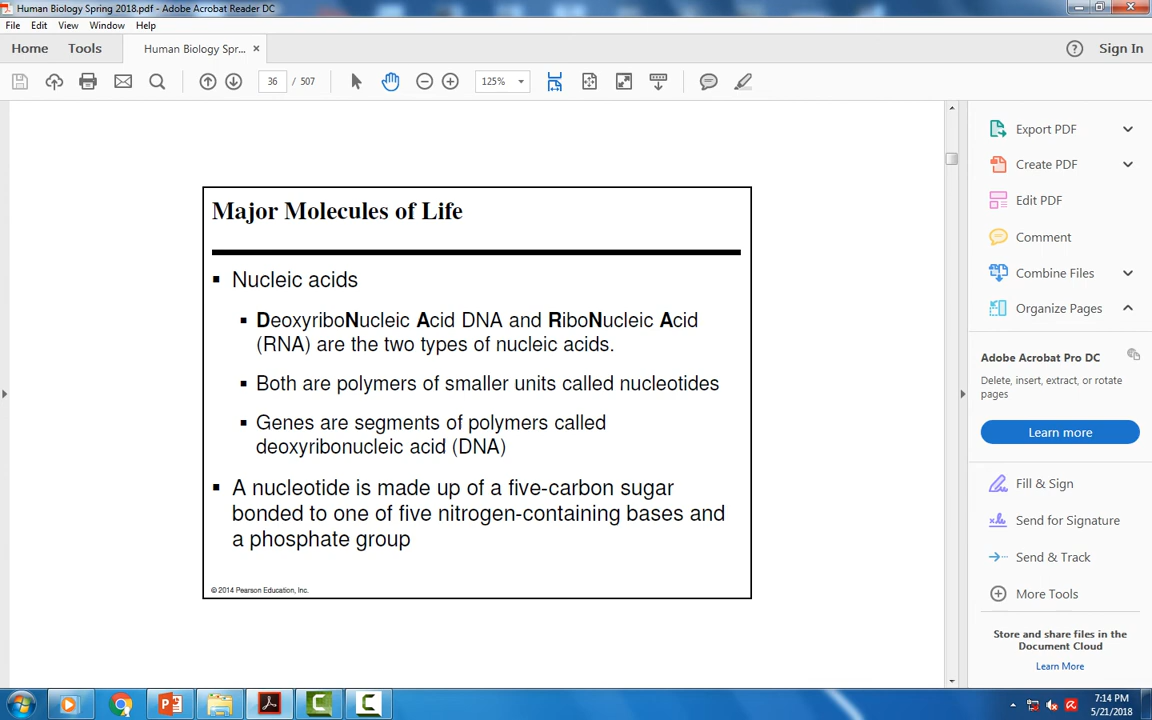 Human Biology Spring 2018.pdf - Adobe Acrobat Reader DC
File Edit View Window Help
Home Tools Human Biology Spr... × Sign In
36 / 507 125%
Export PDF
Create PDF
Edit PDF
Comment
Combine Files
Organize Pages
Adobe Acrobat Pro DC
Delete, insert, extract, or rotate
pages
Learn more
Fill & Sign
Send for Signature
Send & Track
More Tools
Store and share files in the
Document Cloud
Learn More
Major Molecules of Life
▪ Nucleic acids
▪ DeoxyriboNucleic Acid DNA and RiboNucleic Acid
(RNA) are the two types of nucleic acids.
▪ Both are polymers of smaller units called nucleotides
▪ Genes are segments of polymers called
deoxyribonucleic acid (DNA)
▪ A nucleotide is made up of a five-carbon sugar
bonded to one of five nitrogen-containing bases and
a phosphate group
© 2014 Pearson Education, Inc.
7:14 PM
5/21/2018